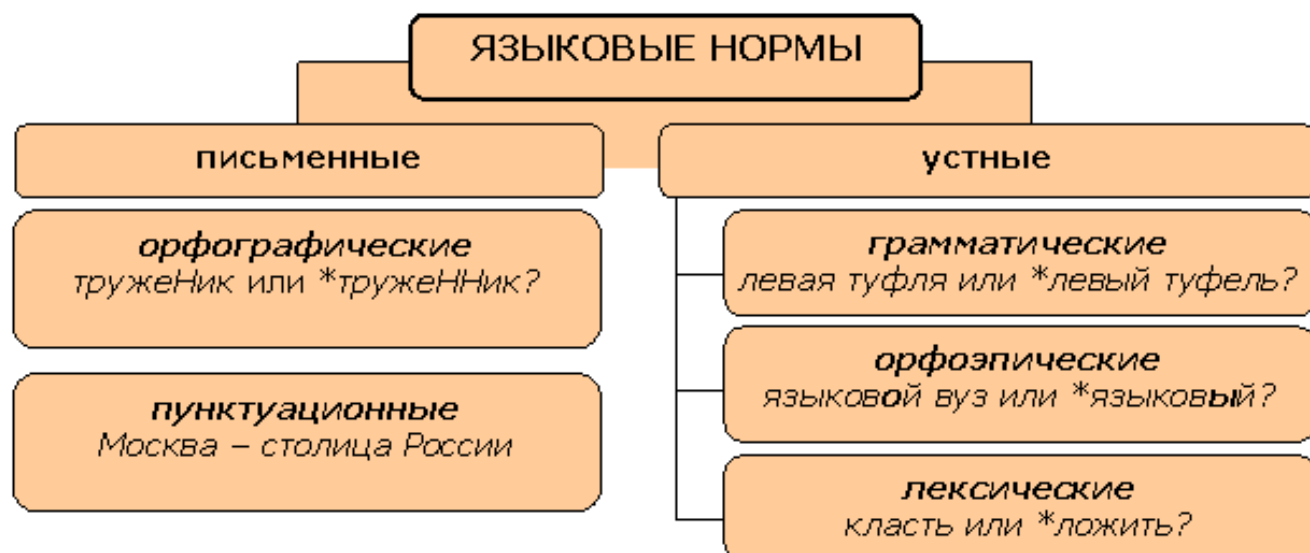 ЯЗЫКОВЫЕ НОРМЫ
письменные
орфографические
тружеНик или *тружеННик?
пунктуационные
Москва – столица России
устные
грамматические
левая туфля или *левый туфель?
орфоэпические
языковой вуз или *языковый?
лексические
класть или *ложить?